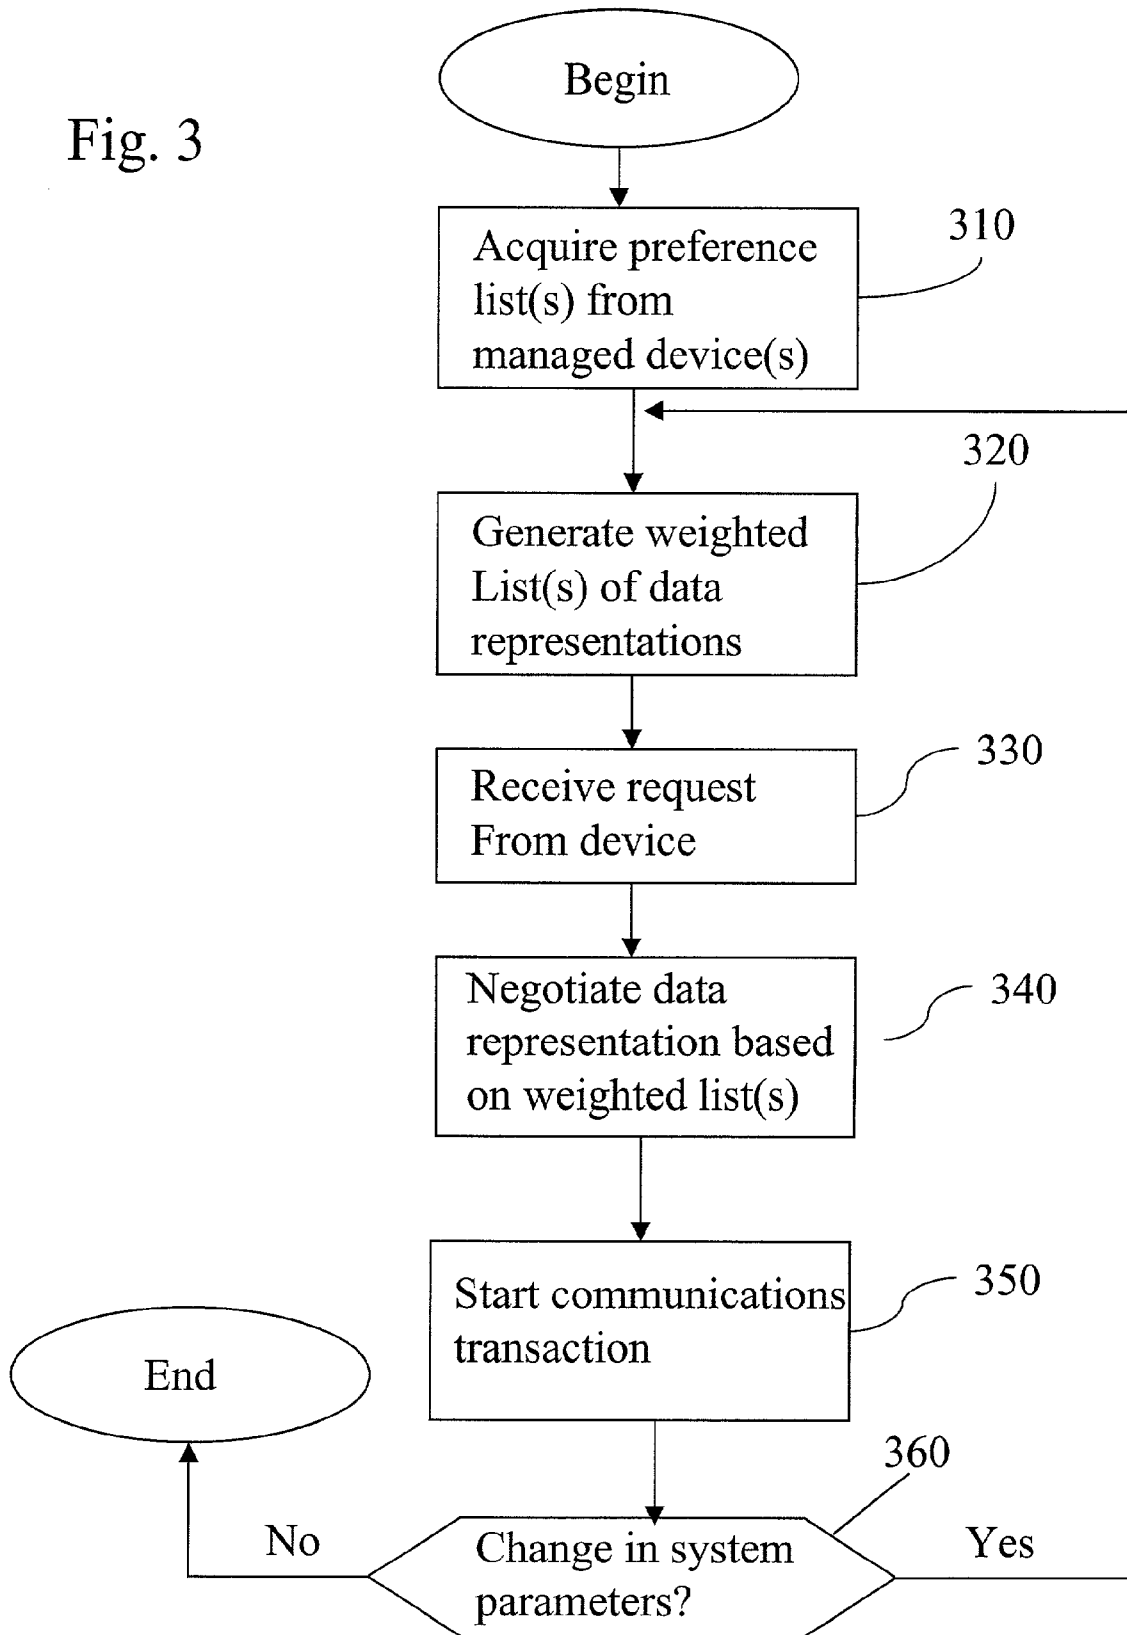 Begin
Fig. 3
310
Acquire preference
list(s) from
managed device(s)
320
Generate weighted
List(s) of data
representations
330
Receive request
From device
340
Negotiate data
representation based
on weighted list(s)
350
Start communications
transaction
End
360
No
Change in system
parameters?
Yes